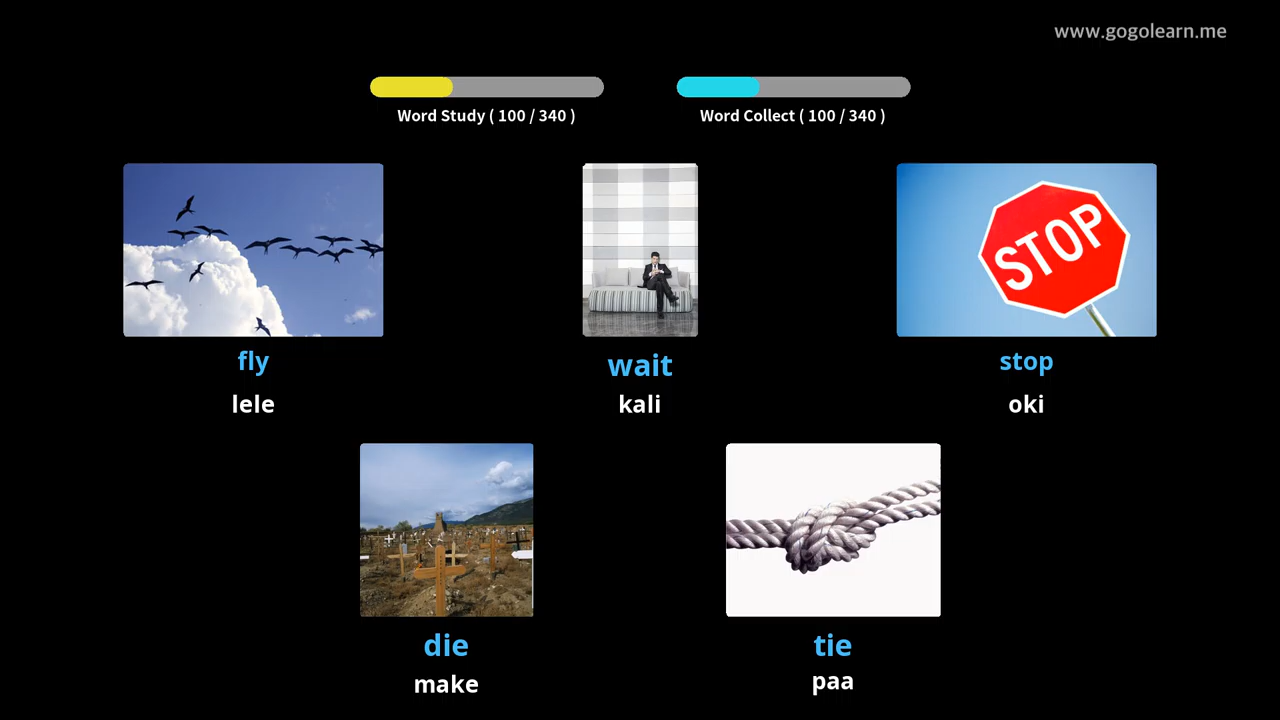 www.gogolearn.me
Word Study ( 100 / 340 )
Word Collect ( 100 / 340 )
STOP
fly
wait
stop
lele
kali
oki
die
tie
make
paa